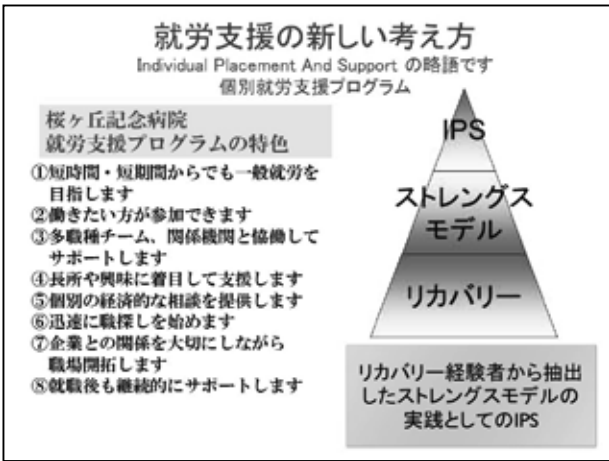 就労支援の新しい考え方
Individual Placement And Support の略語です
個別就労支援プログラム
桜ヶ丘記念病院
就労支援プログラムの特色
①短時間・短期間からでも一般就労を
目指します
②働きたい方が参加できます
③多職種チーム、関係機関と協働して
サポートします
④長所や興味に着目して支援します
⑤個別の経済的な相談を提供します
⑥迅速に職探しを始めます
⑦企業との関係を大切にしながら
職場開拓します
⑧就職後も継続的にサポートします
IPS
ストレングス
モデル
リカバリー
リカバリー経験者から抽出
したストレングスモデルの
実践としてのIPS